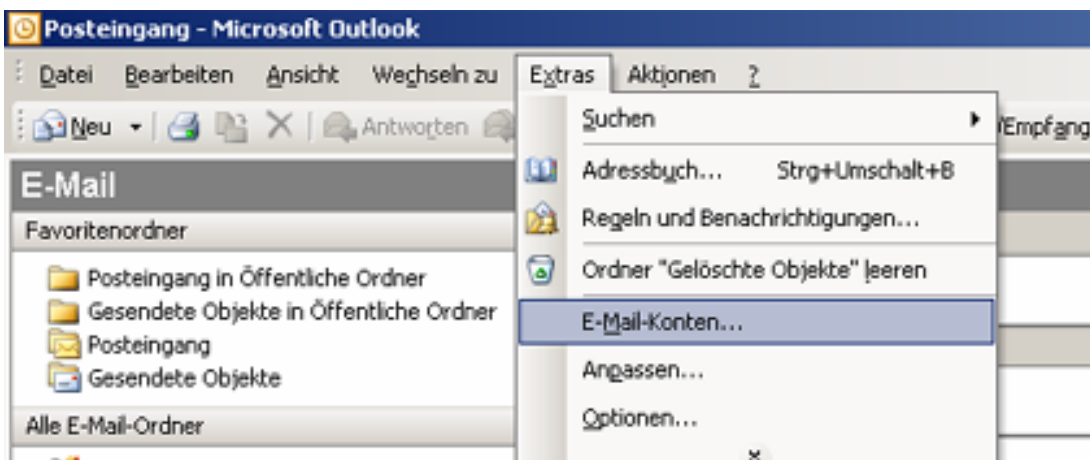 Posteingang - Microsoft Outlook
Datei Bearbeiten Ansicht Wechseln zu Extras Aktionen ?
Neu Antworten /Empfang
E-Mail
Favoritenordner
Posteingang in Öffentliche Ordner
Gesendete Objekte in Öffentliche Ordner
Posteingang
Gesendete Objekte
Alle E-Mail-Ordner
Suchen
Adressbuch... Strg+Umschalt+B
Regeln und Benachrichtigungen...
Ordner "Gelöschte Objekte" leeren
E-Mail-Konten...
Anpassen...
Optionen...